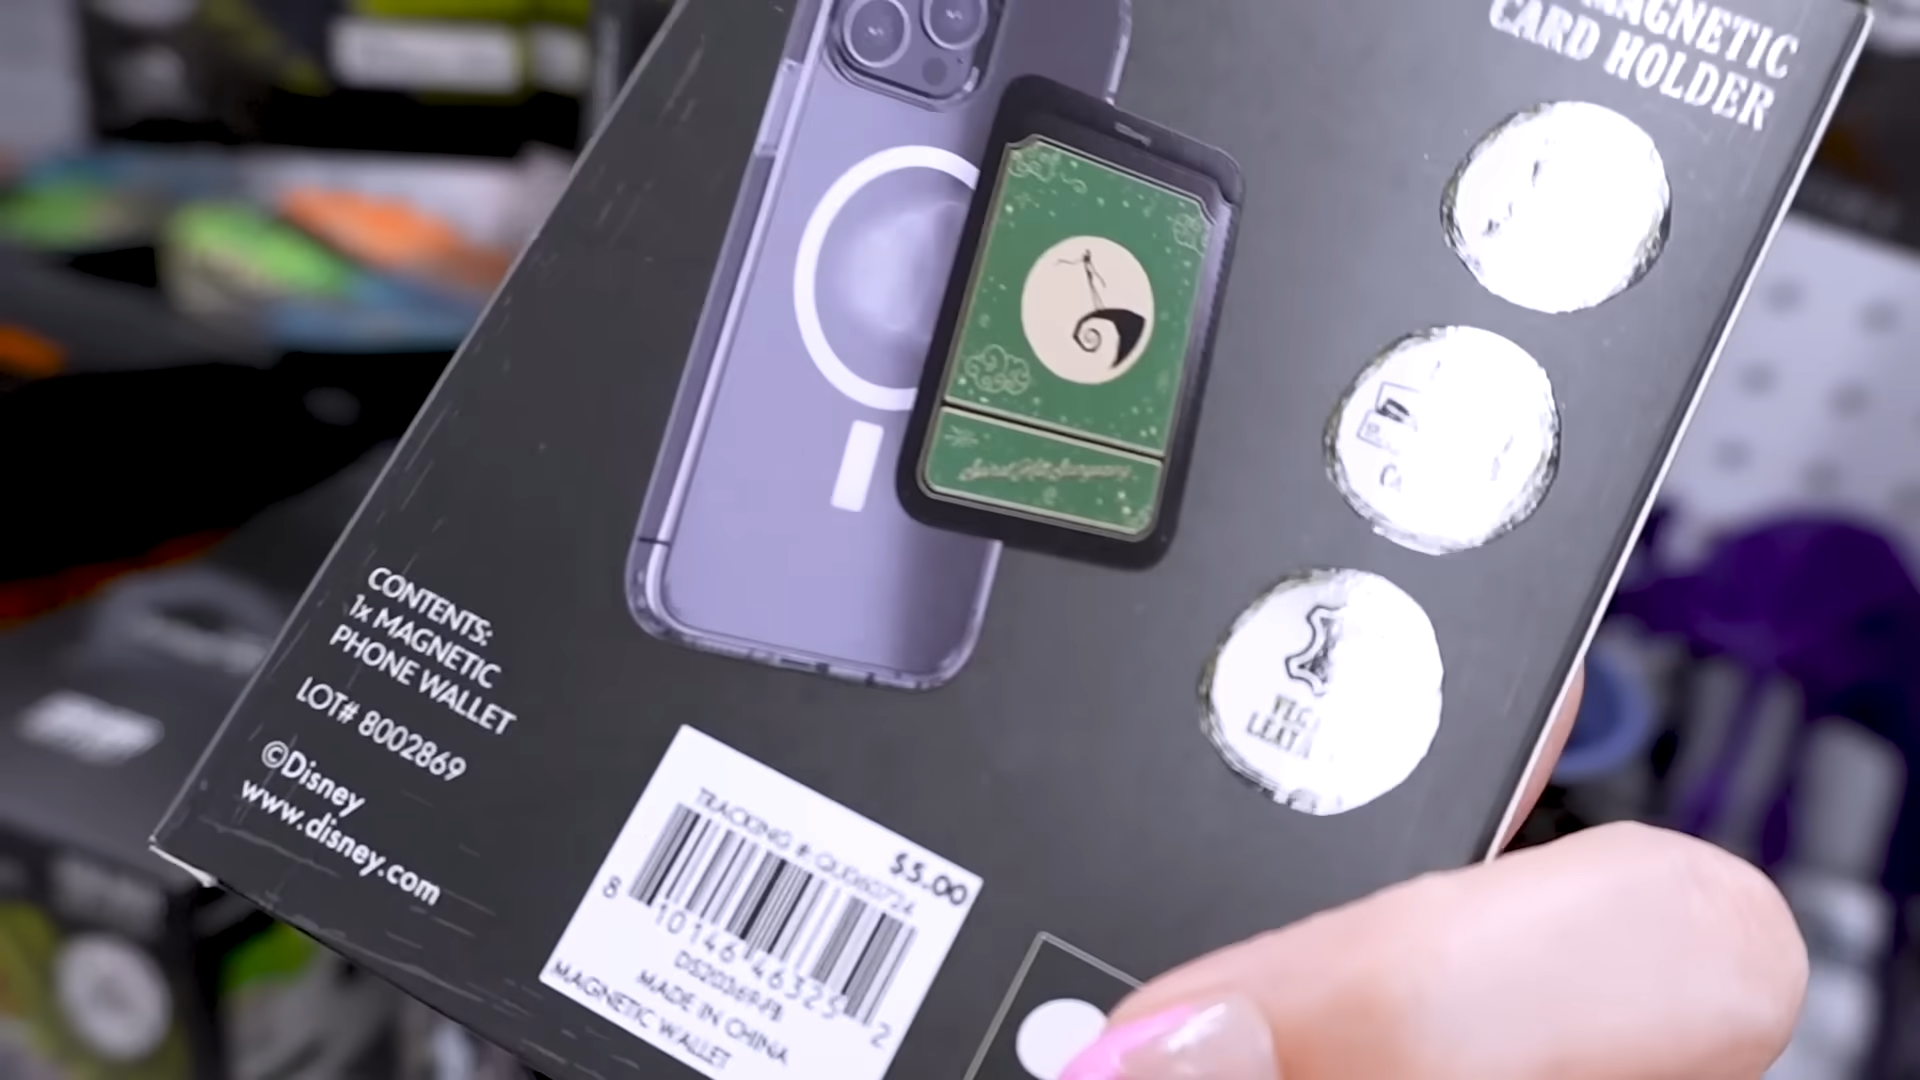 MAGNETIC
CARD HOLDER
CONTENTS:
1x MAGNETIC
PHONE WALLET
LOT# 8002869
©Disney
www.disney.com
TRACKING #:
$5.00
8 10146 46325 2
MADE IN CHINA
MAGNETIC WALLET